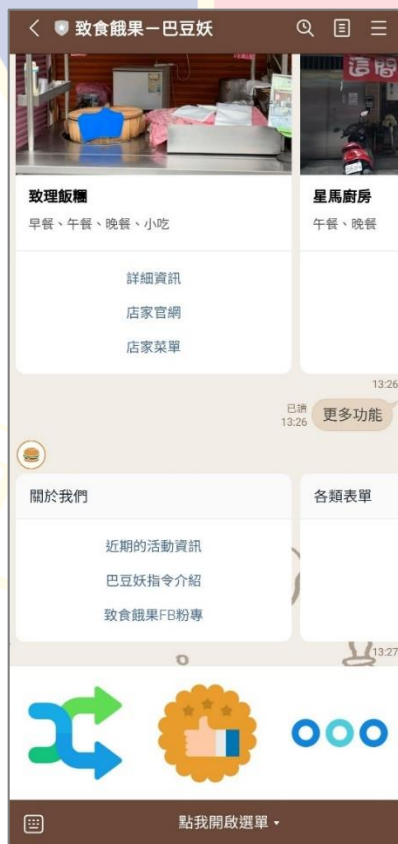 致食餓果－巴豆妖
這間
致理飯糰
早餐、午餐、晚餐、小吃
詳細資訊
店家官網
店家菜單
星馬廚房
午餐、晚餐
13:26
已讀
13:26
更多功能
關於我們
近期的活動資訊
巴豆妖指令介紹
致食餓果FB粉專
各類表單
13:27
點我開啟選單